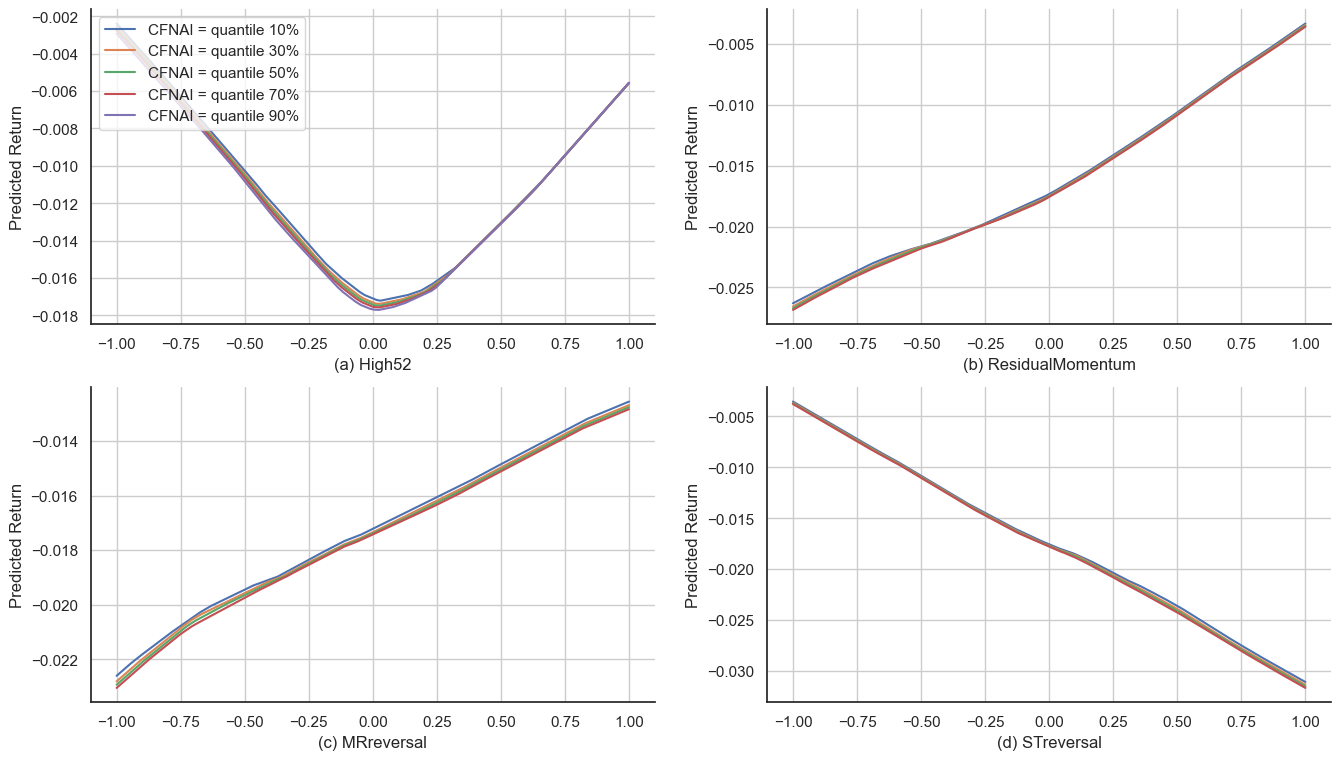 −0.002
−0.004
−0.006
−0.008
−0.010
−0.012
−0.014
−0.016
−0.018
Predicted Return
CFNAI = quantile 10%
CFNAI = quantile 30%
CFNAI = quantile 50%
CFNAI = quantile 70%
CFNAI = quantile 90%
−1.00 −0.75 −0.50 −0.25 0.00 0.25 0.50 0.75 1.00
(a) High52
−0.005
−0.010
−0.015
−0.020
−0.025
Predicted Return
−1.00 −0.75 −0.50 −0.25 0.00 0.25 0.50 0.75 1.00
(b) ResidualMomentum
−0.014
−0.016
−0.018
−0.020
−0.022
Predicted Return
−1.00 −0.75 −0.50 −0.25 0.00 0.25 0.50 0.75 1.00
(c) MRreversal
−0.005
−0.010
−0.015
−0.020
−0.025
−0.030
Predicted Return
−1.00 −0.75 −0.50 −0.25 0.00 0.25 0.50 0.75 1.00
(d) STreversal